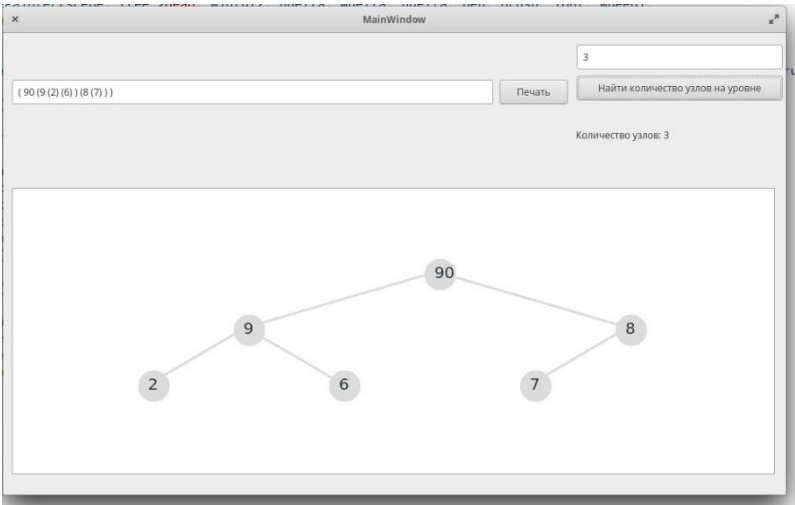 MainWindow
3
( 90 (9 (2) (6) ) (8 (7) ) )
Печать
Найти количество узлов на уровне
Количество узлов: 3
90
9
8
2
6
7